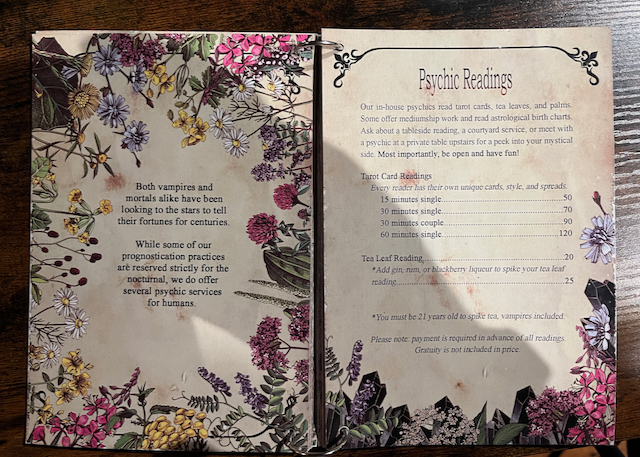 Both vampires and
mortals alike have been
looking to the stars to tell
their fortunes for centuries.
While some of our
prognostication practices
are reserved strictly for the
nocturnal, we do offer
several psychic services
for humans.
Psychic Readings
Our in-house psychics read tarot cards, tea leaves, and palms.
Some offer mediumship work and read astrological birth charts.
Ask about a tableside reading, a courtyard service, or meet with
a psychic at a private table upstairs for a peek into your mystical
side. Most importantly, be open and have fun!
Tarot Card Readings
Every reader has their own unique cards, style, and spreads.
15 minutes single..............................................50
30 minutes single..............................................70
30 minutes couple.............................................90
60 minutes single.............................................120
Tea Leaf Reading..............................................20
*Add gin, rum, or blackberry liqueur to spike your tea leaf
reading..............................................................25
*You must be 21 years old to spike tea, vampires included.
Please note: payment is required in advance of all readings.
Gratuity is not included in price.